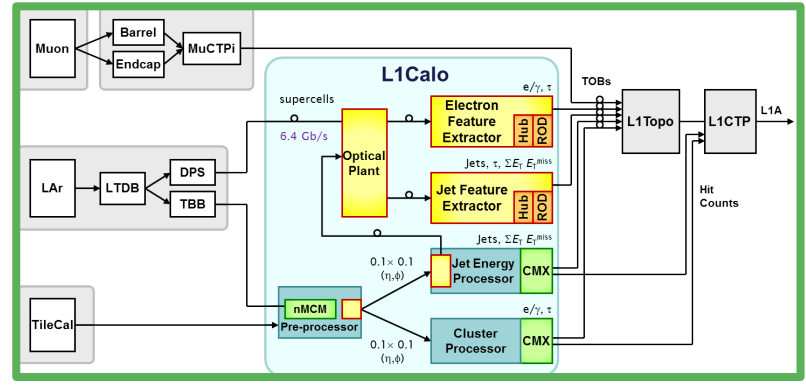 Muon
Barrel
Endcap
MuCTPi
L1Calo
supercells
6.4 Gb/s
Optical
Plant
e/γ, τ
Electron
Feature
Extractor
Hub
ROD
TOBs
L1Topo
L1CTP
L1A
LAr
LTDB
DPS
TBB
Jets, τ, ΣE_T E_T^miss
Jet Feature
Extractor
Hub
ROD
Hit
Counts
Jets, ΣE_T E_T^miss
0.1× 0.1
(η,ϕ)
Jet Energy
Processor
CMX
TileCal
nMCM
Pre-processor
e/γ, τ
Cluster
Processor
CMX
0.1× 0.1
(η,ϕ)